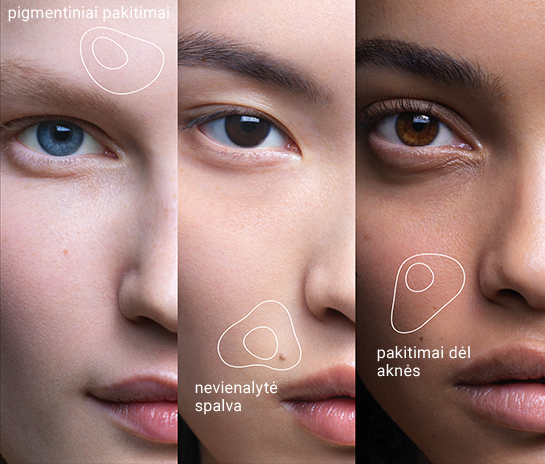 pigmentiniai pakitimai
nevienalytė
spalva
pakitimai dėl
aknės